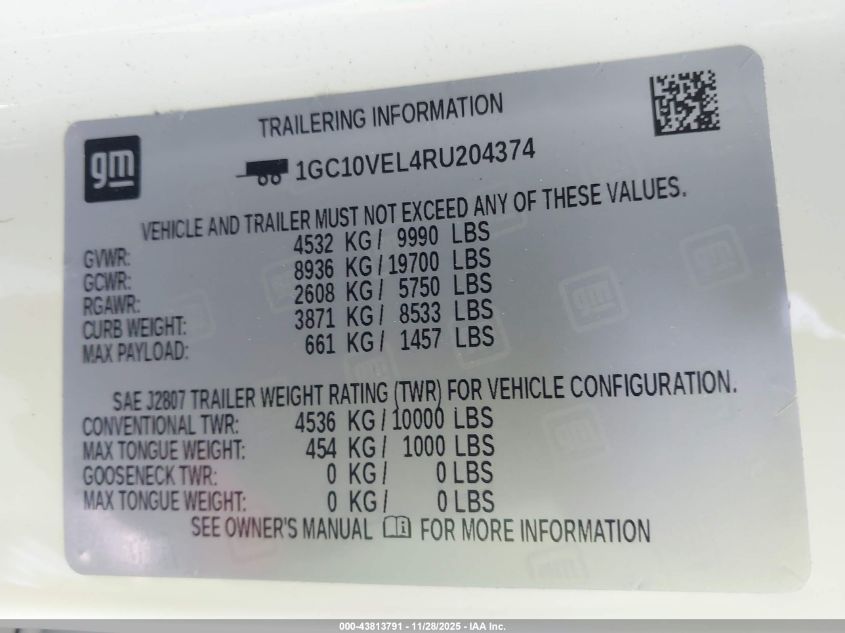 TRAILERING INFORMATION
gm
1GC10VEL4RU204374
VEHICLE AND TRAILER MUST NOT EXCEED ANY OF THESE VALUES.
GVWR: 4532 KG/ 9990 LBS
GCWR: 8936 KG/19700 LBS
RGAWR: 2608 KG/ 5750 LBS
CURB WEIGHT: 3871 KG/ 8533 LBS
MAX PAYLOAD: 661 KG/ 1457 LBS
SAE J2807 TRAILER WEIGHT RATING (TWR) FOR VEHICLE CONFIGURATION.
CONVENTIONAL TWR: 4536 KG/10000 LBS
MAX TONGUE WEIGHT: 454 KG/ 1000 LBS
GOOSENECK TWR: 0 KG/ 0 LBS
MAX TONGUE WEIGHT: 0 KG/ 0 LBS
SEE OWNER'S MANUAL FOR MORE INFORMATION
000-43813791 - 11/28/2025 - IAA Inc.